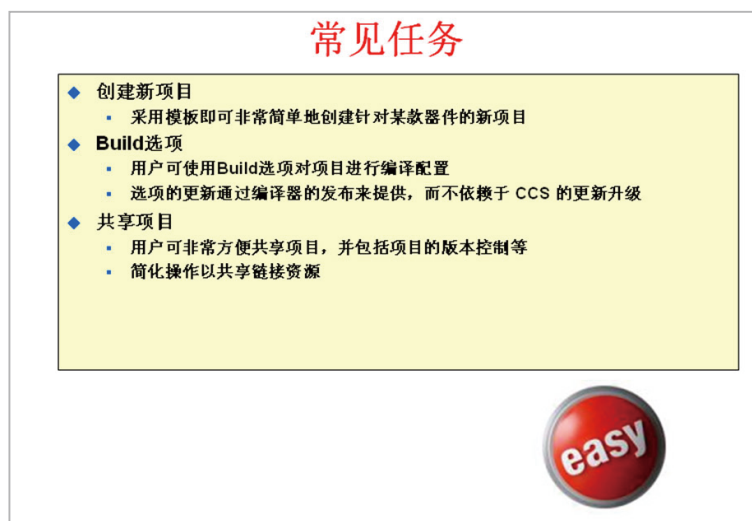 常见任务
创建新项目
采用模板即可非常简单地创建针对某款器件的新项目
Build选项
用户可使用Build选项对项目进行编译配置
选项的更新通过编译器的发布来提供，而不依赖于 CCS 的更新升级
共享项目
用户可非常方便共享项目，并包括项目的版本控制等
简化操作以共享链接资源
easy